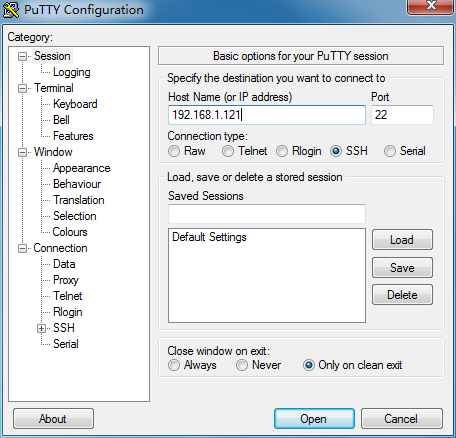 PuTTY Configuration
Category:
Session
Logging
Terminal
Keyboard
Bell
Features
Window
Appearance
Behaviour
Translation
Selection
Colours
Connection
Data
Proxy
Telnet
Rlogin
SSH
Serial
Basic options for your PuTTY session
Specify the destination you want to connect to
Host Name (or IP address) Port
192.168.1.121 22
Connection type:
Raw Telnet Rlogin SSH Serial
Load, save or delete a stored session
Saved Sessions
Default Settings
Load
Save
Delete
Close window on exit:
Always Never Only on clean exit
About Open Cancel